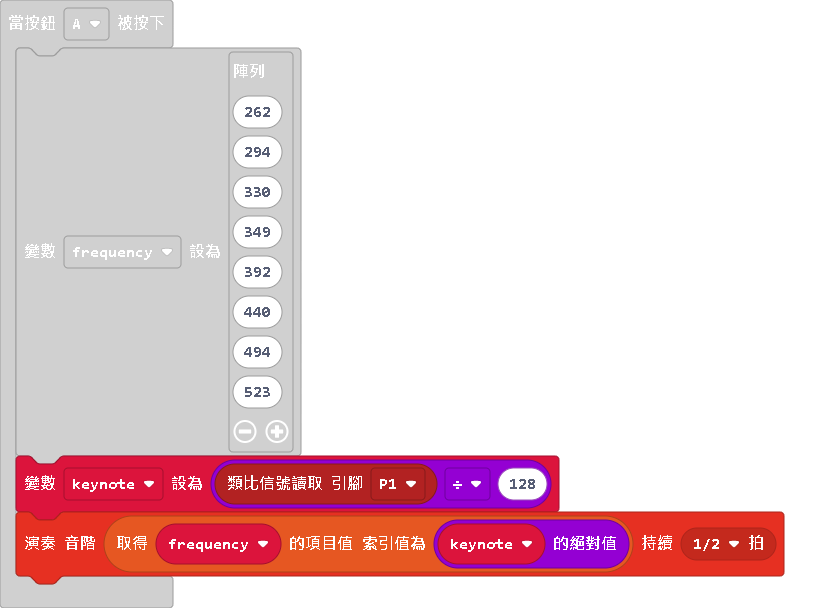 當按鈕 A 被按下
陣列
262
294
330
349
392
440
494
523
變數 frequency 設為
變數 keynote 設為 類比信號讀取 引腳 P1 ÷ 128
演奏 音階 取得 frequency 的項目值 索引值為 keynote 的絕對值 持續 1/2 拍